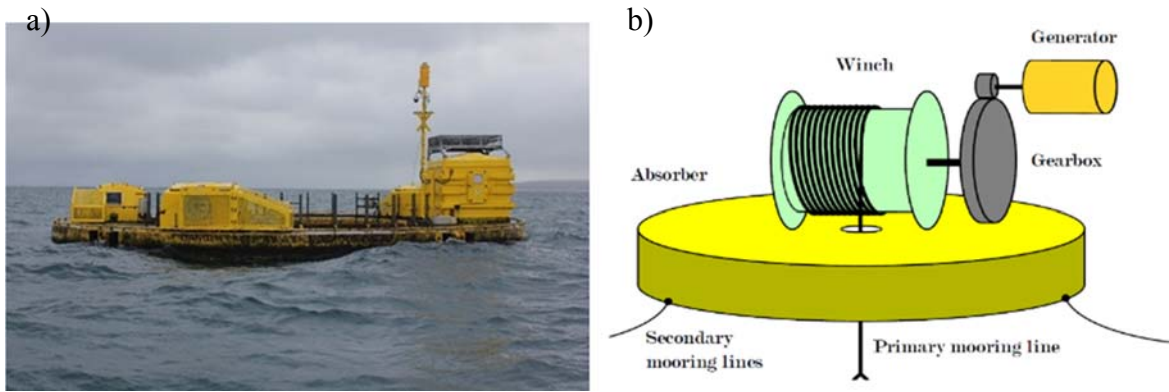 a)
b)
Generator
Winch
Gearbox
Absorber
Secondary
mooring lines
Primary mooring line